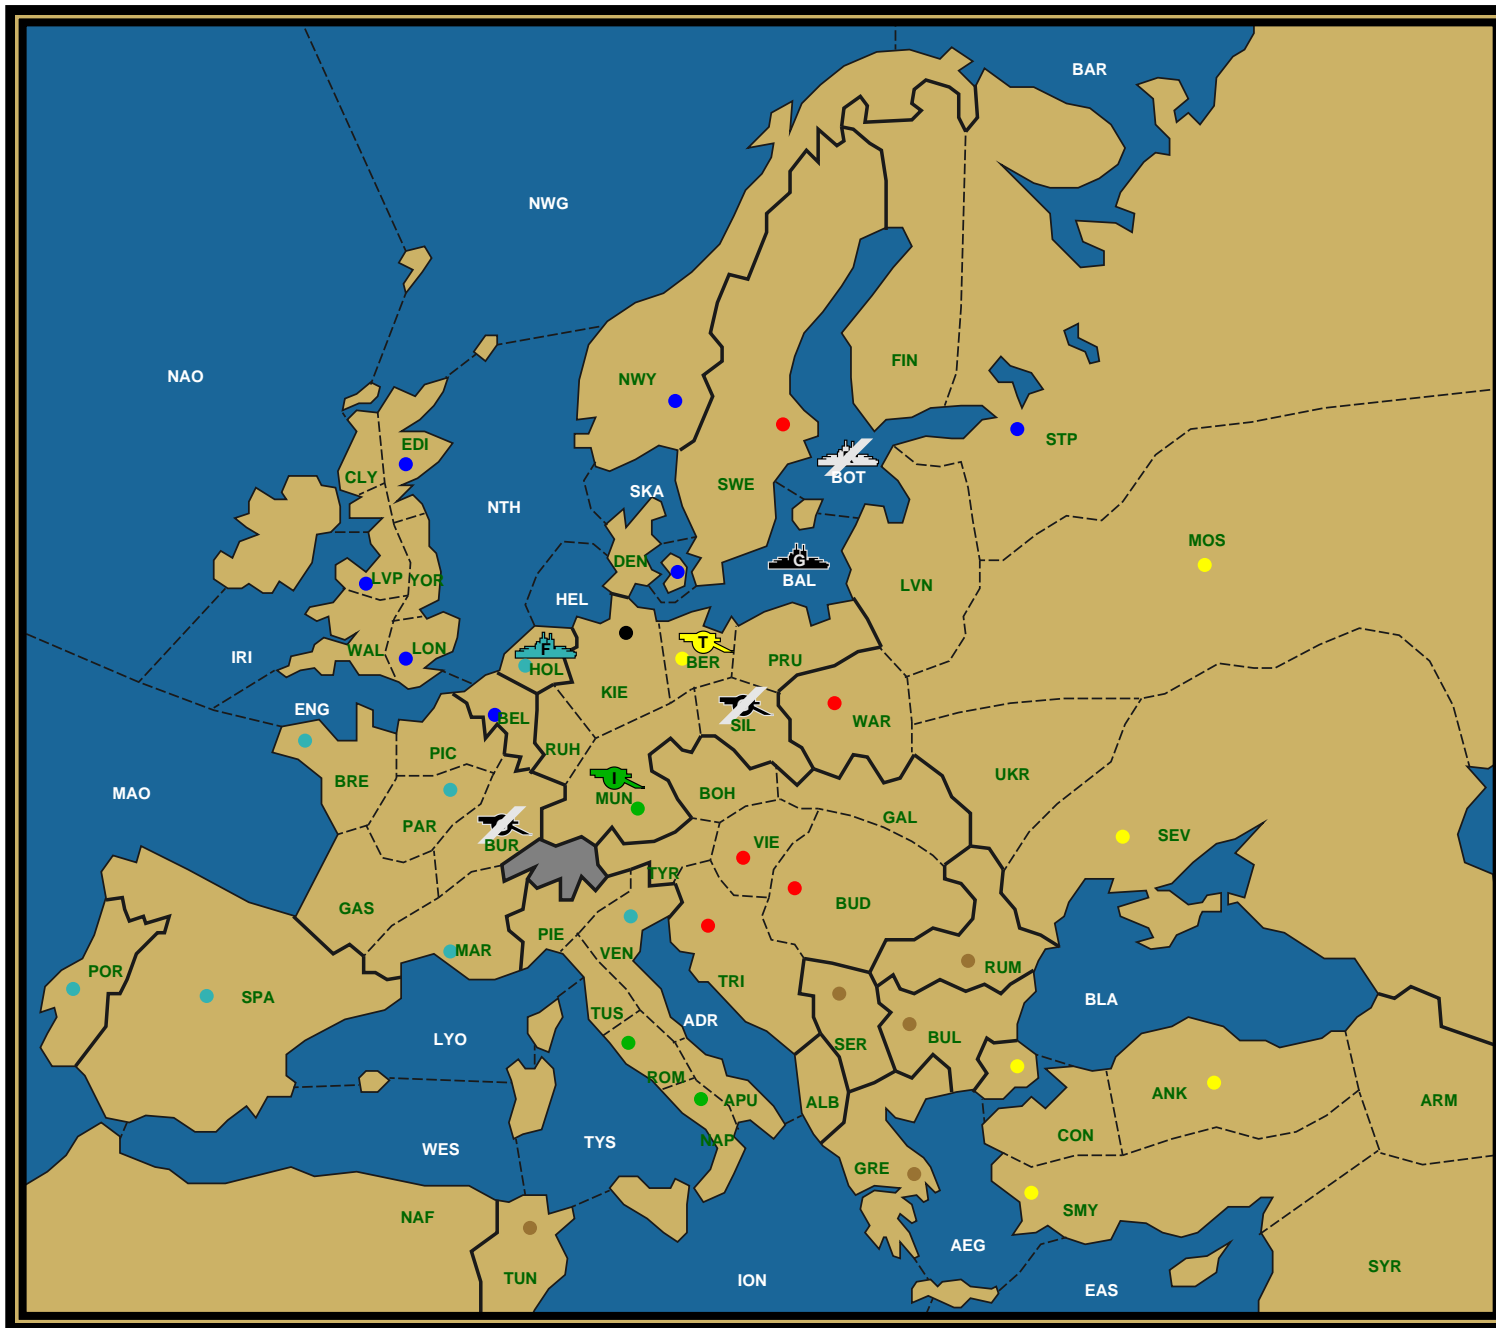 BAR
NWG
NAO
FIN
NWY
STP
EDI
CLY
BOT
SWE
SKA
NTH
MOS
G
DEN
BAL
LVN
LVP
YOR
HEL
T
F
WAL
LON
IRI
HOL
BER
PRU
KIE
ENG
BEL
SIL
WAR
PIC
RUH
UKR
I
BRE
MAO
MUN
BOH
GAL
PAR
SEV
BUR
VIE
TYR
BUD
GAS
PIE
MAR
VEN
RUM
POR
SPA
TRI
BLA
TUS
ADR
LYO
BUL
SER
ROM
ANK
APU
ALB
ARM
CON
NAP
TYS
WES
GRE
SMY
NAF
AEG
SYR
TUN
ION
EAS